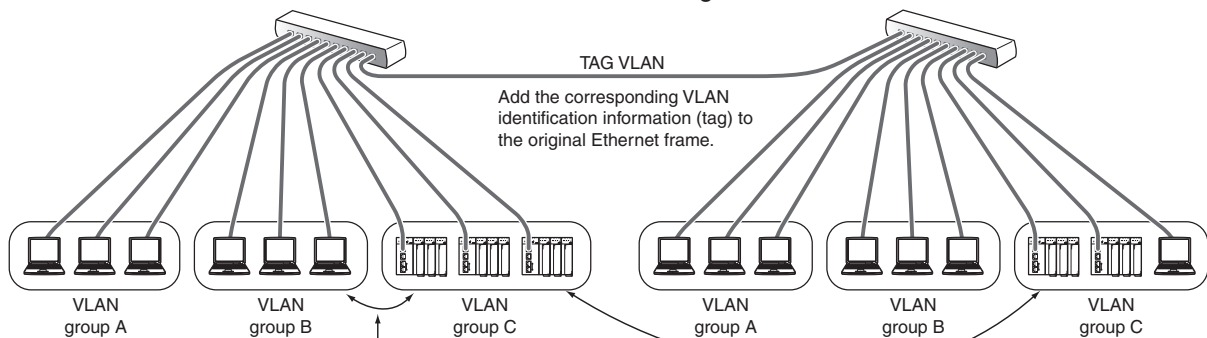 TAG VLAN
Add the corresponding VLAN
identification information (tag) to
the original Ethernet frame.
VLAN
group A
VLAN
group B
VLAN
group C
VLAN
group A
VLAN
group B
VLAN
group C